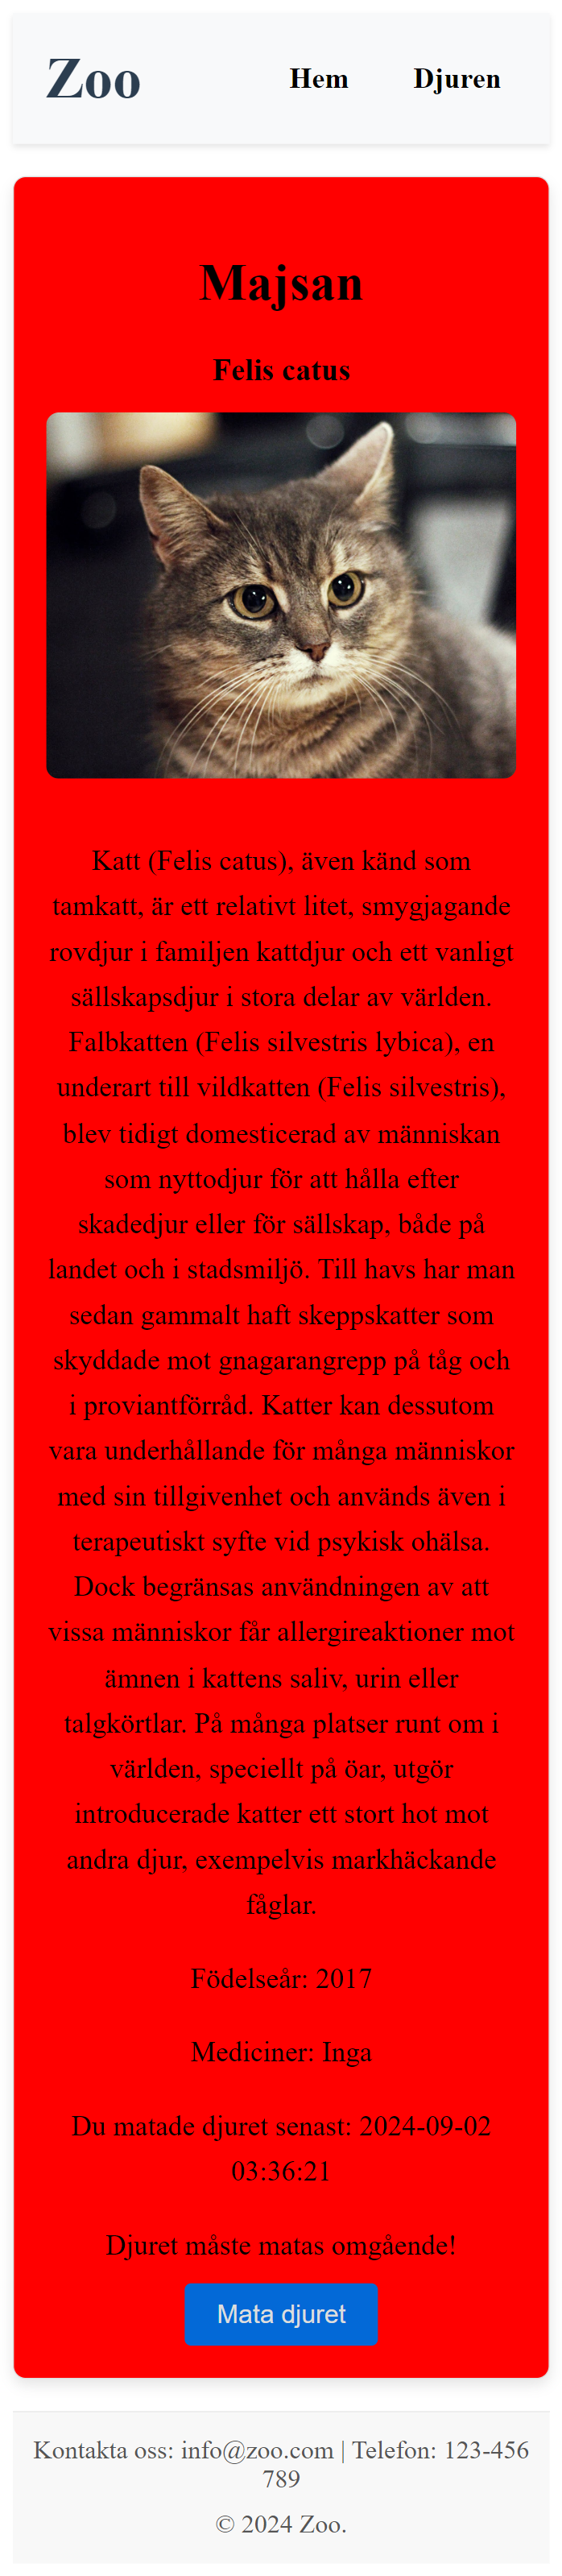 Zoo
Hem
Djuren
Majsan
Felis catus
Katt (Felis catus), även känd som
tamkatt, är ett relativt litet, smygjagande
rovdjur i familjen kattdjur och ett vanligt
sällskapsdjur i stora delar av världen.
Falbkatten (Felis silvestris lybica), en
underart till vildkatten (Felis silvestris),
blev tidigt domesticerad av människan
som nyttodjur för att hålla efter
skadedjur eller för sällskap, både på
landet och i stadsmiljö. Till havs har man
sedan gammalt haft skeppskatter som
skyddade mot gnagarangrepp på tåg och
i proviantförråd. Katter kan dessutom
vara underhållande för många människor
med sin tillgivenhet och används även i
terapeutiskt syfte vid psykisk ohälsa.
Dock begränsas användningen av att
vissa människor får allergireaktioner mot
ämnen i kattens saliv, urin eller
talgkörtlar. På många platser runt om i
världen, speciellt på öar, utgör
introducerade katter ett stort hot mot
andra djur, exempelvis markhäckande
fåglar.
Födelseår: 2017
Mediciner: Inga
Du matade djuret senast: 2024-09-02
03:36:21
Djuret måste matas omgående!
Mata djuret
Kontakta oss: info@zoo.com | Telefon: 123-456
789
© 2024 Zoo.